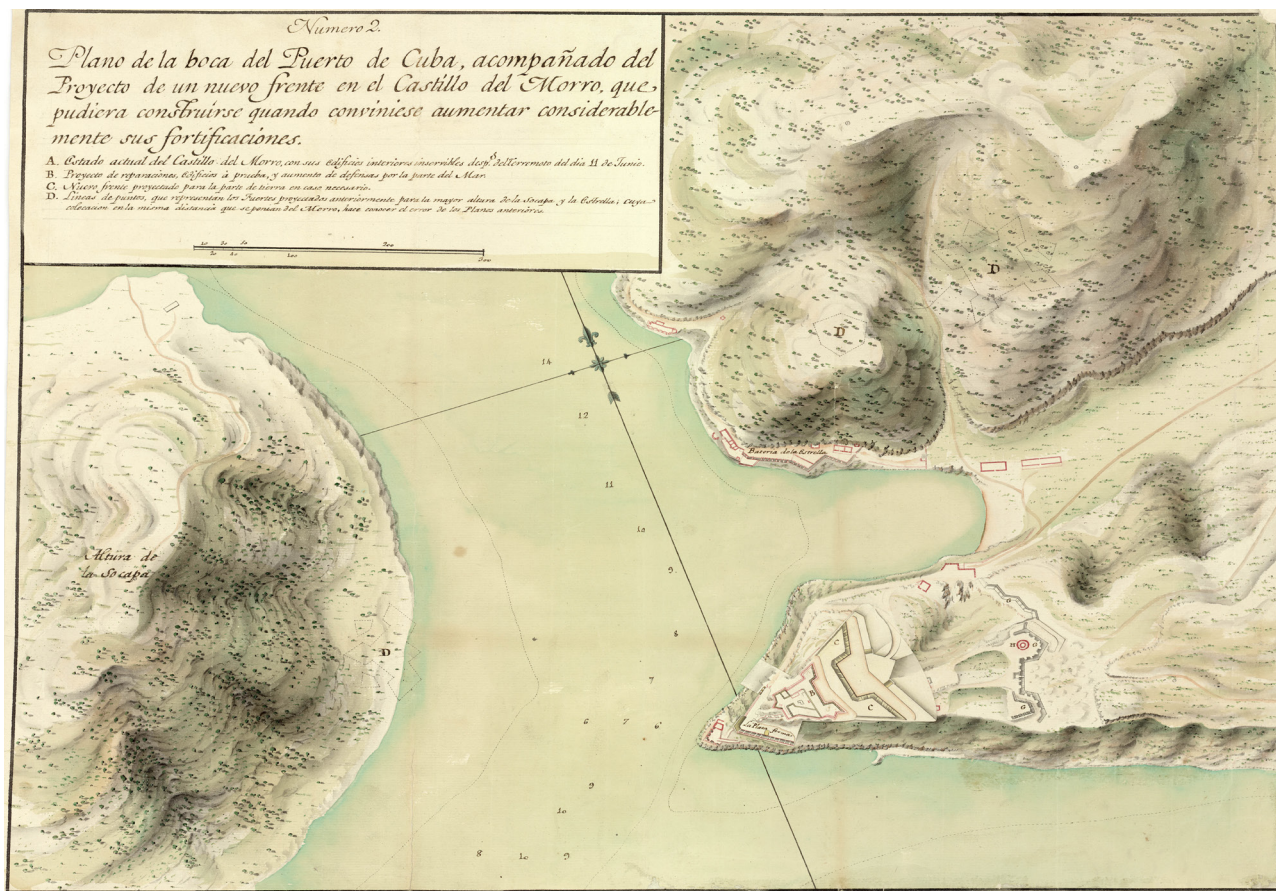 Numero 2.
Plano de la boca del Puerto de Cuba, acompañado del
Proyecto de un nuevo frente en el Castillo del Morro, que
pudiera construirse quando conviniese aumentar considerable-
mente sus fortificaciones.
A. Estado actual del Castillo del Morro, con sus edificios interiores inservibles desp.s del terremoto del dia 11 de Junio.
B. Proyecto de reparaciones, edificios à prueba, y aumento de defensas por la parte del Mar.
C. Nuevo frente proyectado para la parte de tierra en caso necesario.
D. Lineas de puntos, que representan los Fuertes proyectados anteriormente para la mayor altura de la Socapa y la Estrella; cuya
colocacion en la misma distancia que se ponian del Morro, hace conocer el error de los Planos anteriores.
200
100
D
D
14
12
Bateria de la Estrella
11
10
9
Altura de
la Socapa
8
D
H G
7
B
C
G
6 7 6
9
10
8 10 9